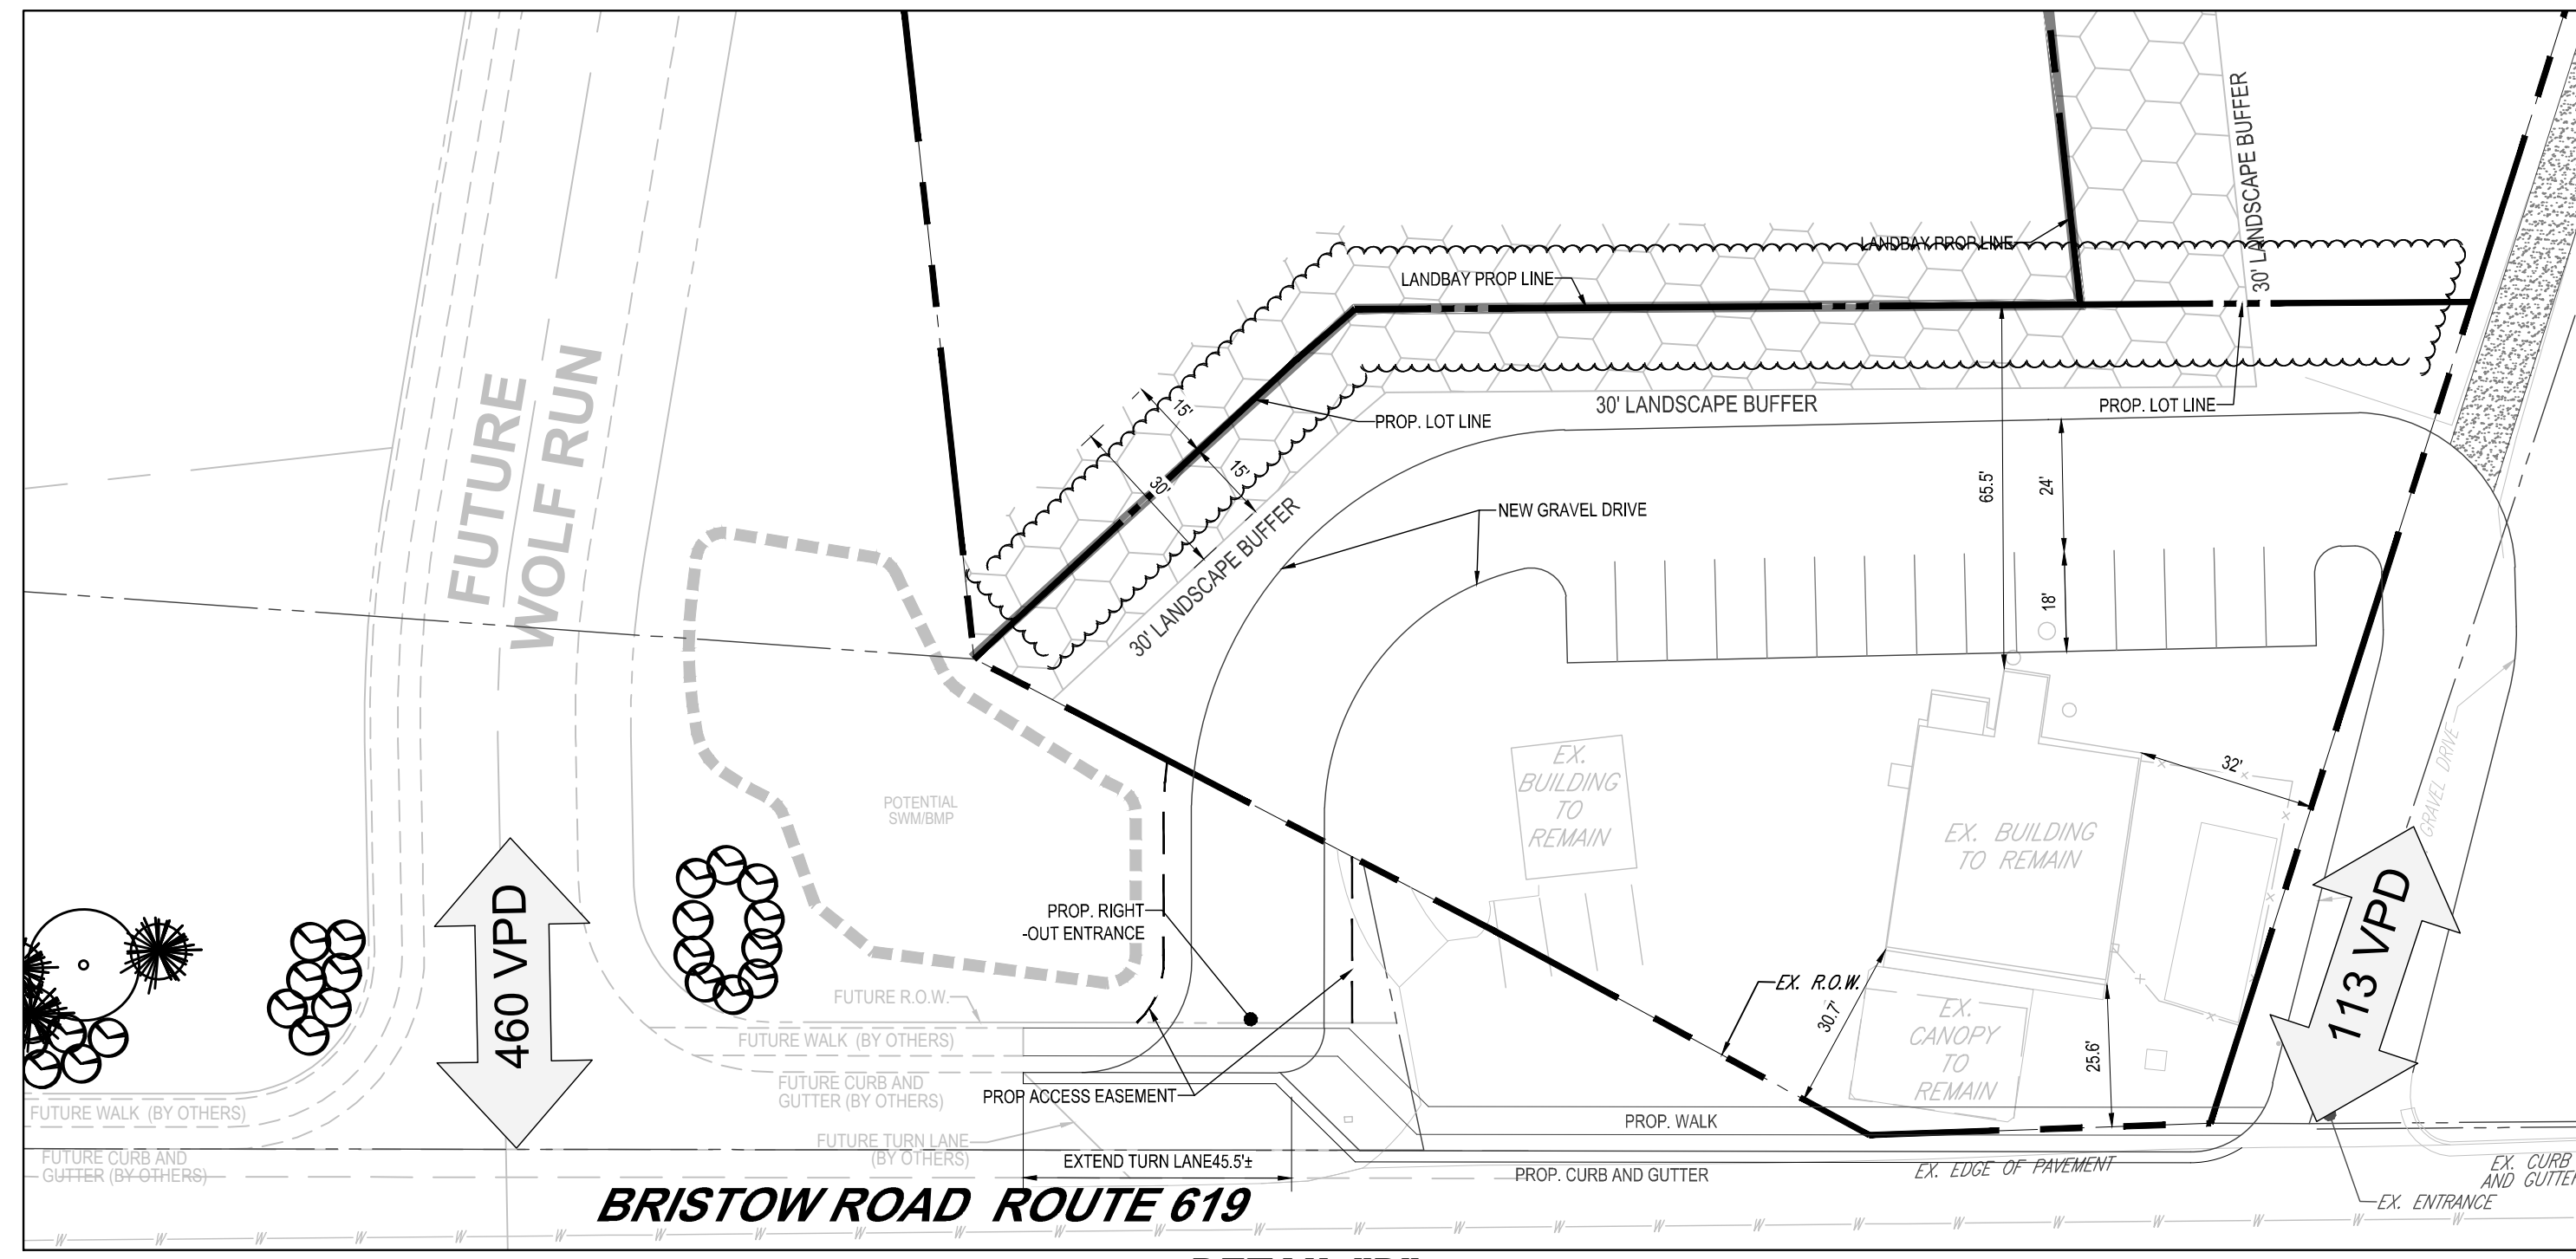 30' LANDSCAPE BUFFER
LANDBAY PROP LINE
LANDBAY PROP LINE
FUTURE
WOLF RUN
15'
15'
30'
PROP. LOT LINE
30' LANDSCAPE BUFFER
PROP. LOT LINE
30' LANDSCAPE BUFFER
NEW GRAVEL DRIVE
65.5'
24'
18'
32'
GRAVEL DRIVE
POTENTIAL
SWM/BMP
EX.
BUILDING
TO
REMAIN
EX. BUILDING
TO REMAIN
460 VPD
113 VPD
PROP. RIGHT
-OUT ENTRANCE
FUTURE R.O.W.
EX. R.O.W.
30.7'
EX.
CANOPY
TO
REMAIN
25.6'
FUTURE WALK (BY OTHERS)
FUTURE CURB AND
GUTTER (BY OTHERS)
PROP ACCESS EASEMENT
FUTURE WALK (BY OTHERS)
PROP. WALK
FUTURE TURN LANE
(BY OTHERS)
FUTURE CURB AND
GUTTER (BY OTHERS)
EXTEND TURN LANE45.5'±
PROP. CURB AND GUTTER
EX. EDGE OF PAVEMENT
EX. CURB
AND GUTTER
EX. ENTRANCE
BRISTOW ROAD ROUTE 619
W W W W W W W W W W W W W W W W W W W W W W W W W